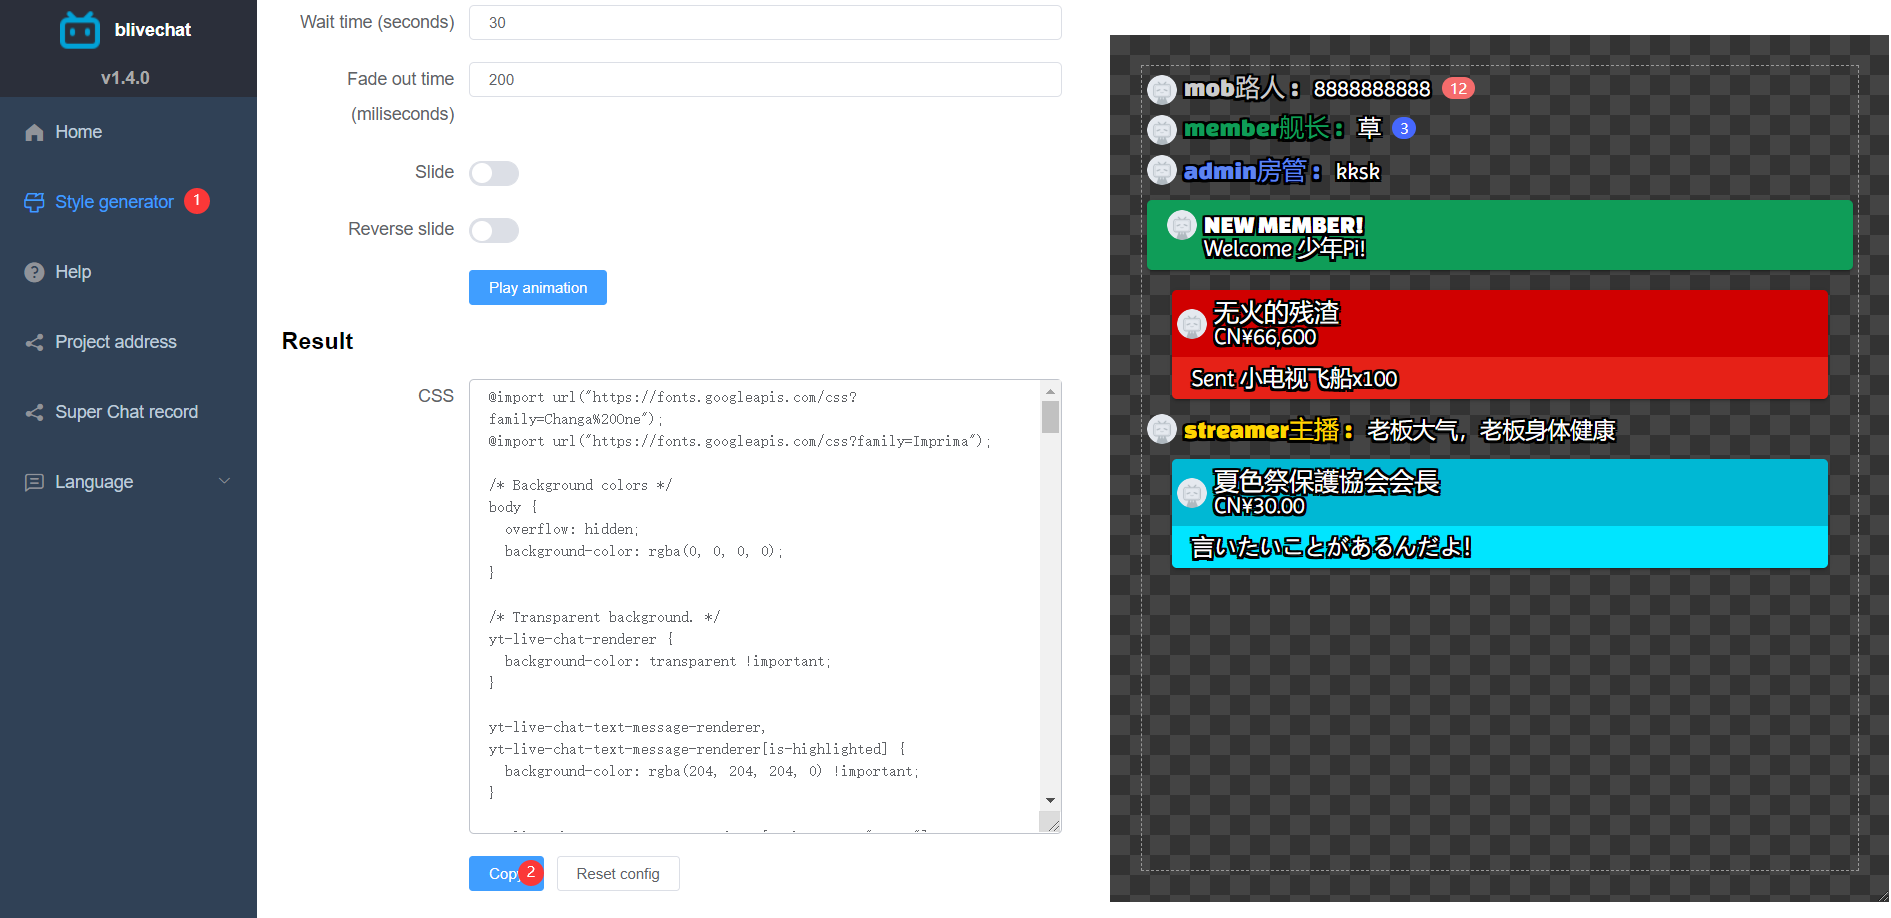 blivechat
v1.4.0
Home
Style generator 1
Help
Project address
Super Chat record
Language
Wait time (seconds) 30
Fade out time 200
(miliseconds)
Slide
Reverse slide
Play animation
Result
CSS
@import url("https://fonts.googleapis.com/css?
family=Changa%20One");
@import url("https://fonts.googleapis.com/css?family=Imprima");
/* Background colors */
body {
overflow: hidden;
background-color: rgba(0, 0, 0, 0);
}
/* Transparent background. */
yt-live-chat-renderer {
background-color: transparent !important;
}
yt-live-chat-text-message-renderer,
yt-live-chat-text-message-renderer[is-highlighted] {
background-color: rgba(204, 204, 204, 0) !important;
}
Copy 2
Reset config
mob路人： 8888888888 12
member舰长： 草 3
admin房管： kksk
NEW MEMBER!
Welcome 少年Pi!
无火的残渣
CN¥66,600
Sent 小电视飞船x100
streamer主播： 老板大气，老板身体健康
夏色祭保護協会会長
CN¥30.00
言いたいことがあるんだよ！